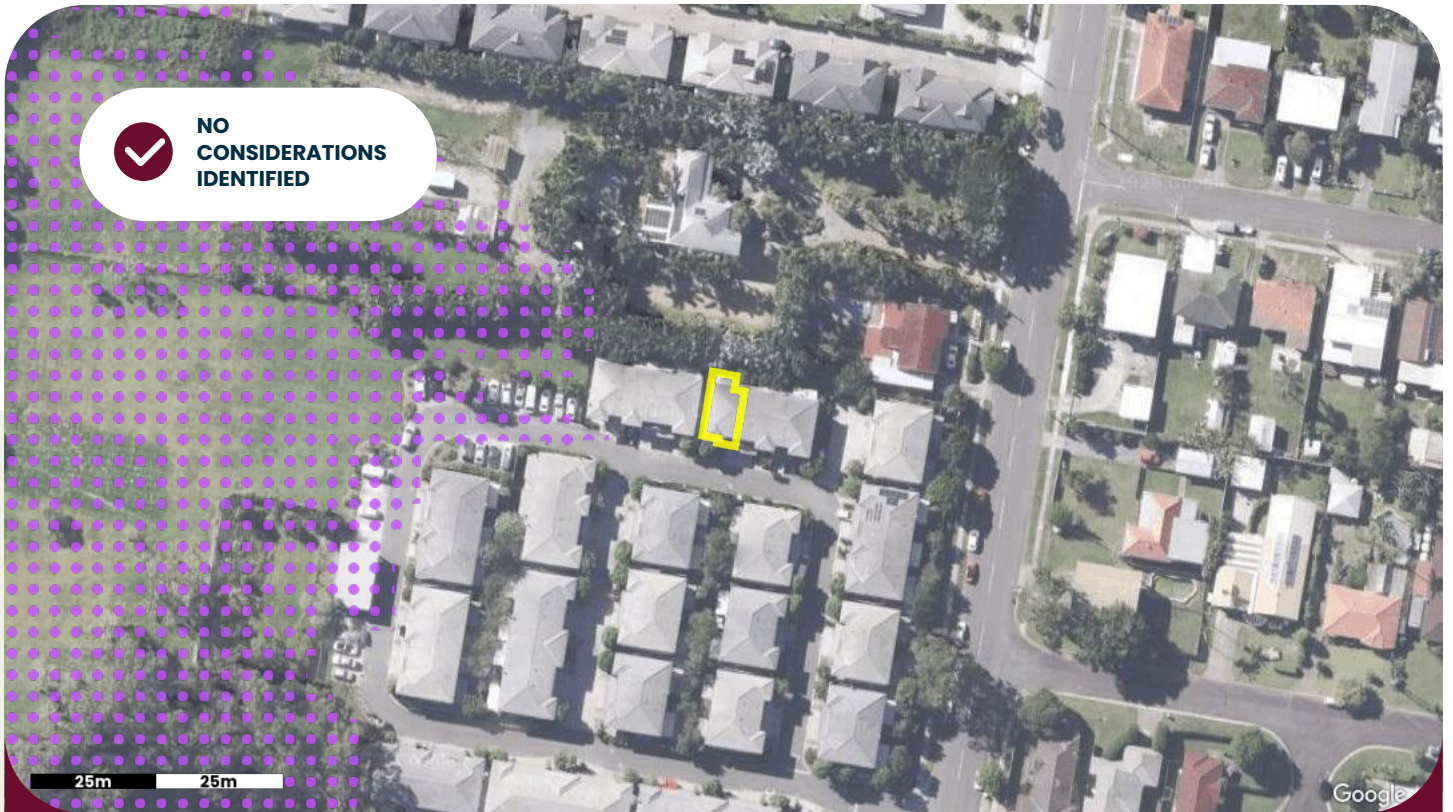 NO
CONSIDERATIONS
IDENTIFIED
25m 25m
Google